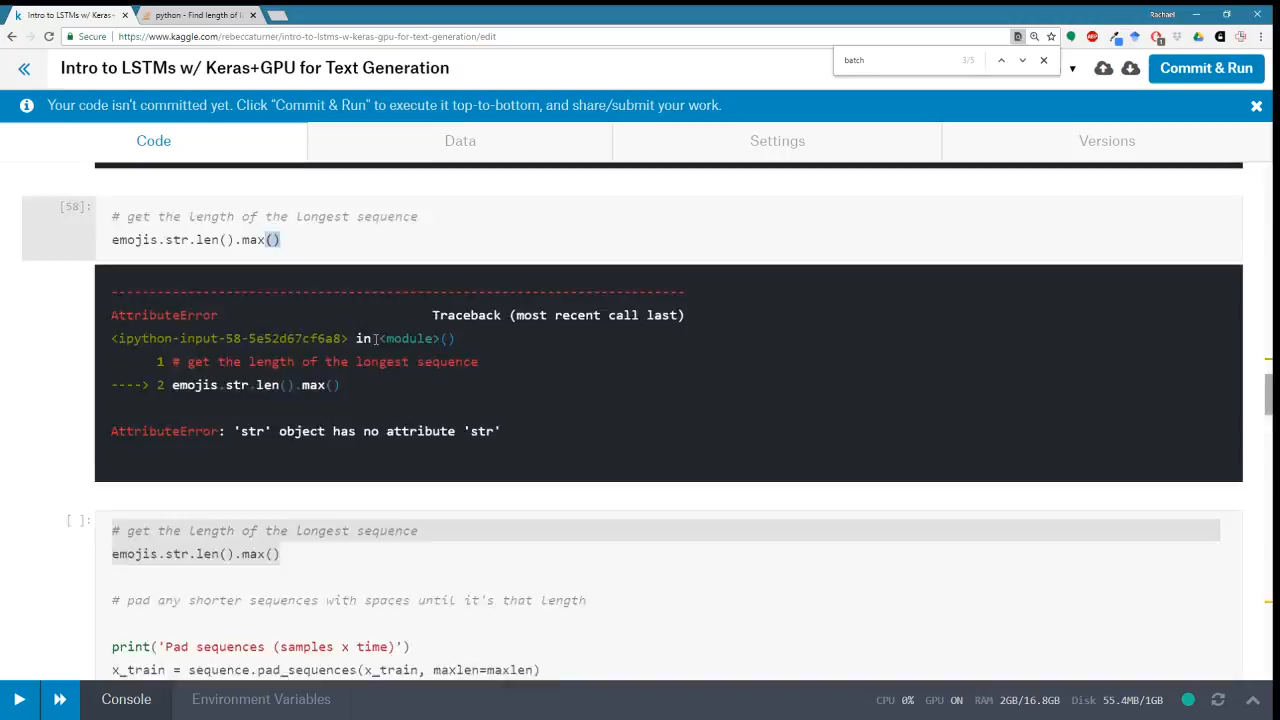 Intro to LSTMs w/ Keras+
python - Find length of l
Rachael
Secure
https://www.kaggle.com/rebeccaturner/intro-to-lstms-w-keras-gpu-for-text-generation/edit
batch
3/5
Intro to LSTMs w/ Keras+GPU for Text Generation
Commit & Run
Your code isn't committed yet. Click "Commit & Run" to execute it top-to-bottom, and share/submit your work.
Code
Data
Settings
Versions
[58]:
# get the length of the longest sequence
emojis.str.len().max()
---------------------------------------------------------------------------
AttributeError                            Traceback (most recent call last)
<ipython-input-58-5e52d67cf6a8> in <module>()
      1 # get the length of the longest sequence
----> 2 emojis.str.len().max()
AttributeError: 'str' object has no attribute 'str'
[ ]:
# get the length of the longest sequence
emojis.str.len().max()
# pad any shorter sequences with spaces until it's that length
print('Pad sequences (samples x time)')
x_train = sequence.pad_sequences(x_train, maxlen=maxlen)
Console
Environment Variables
CPU 0% GPU ON RAM 2GB/16.8GB Disk 55.4MB/1GB